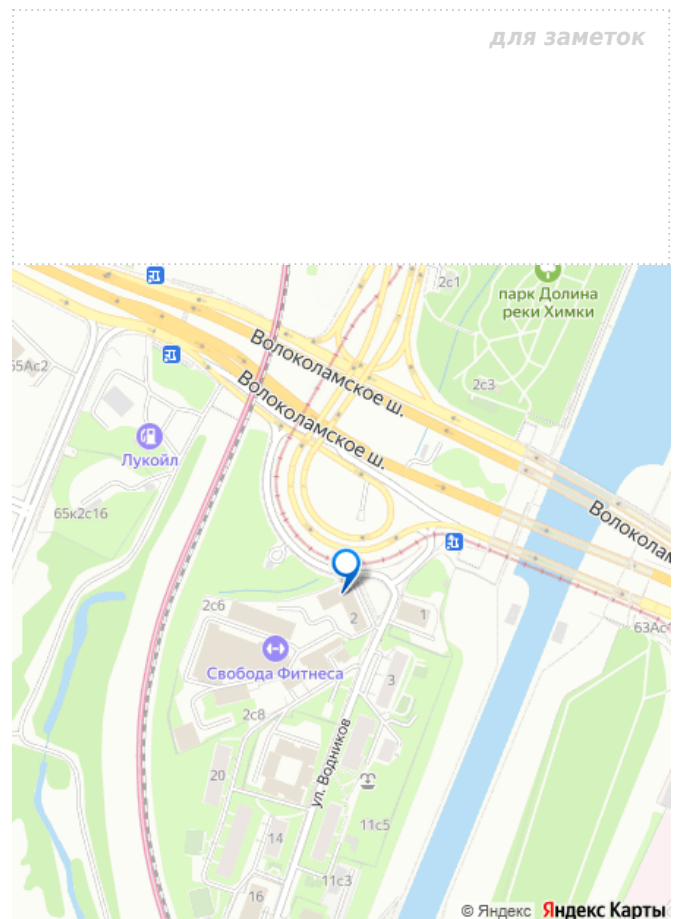 для заметок
2с1
парк Долина
реки Химки
Волоколамское ш.
65Ас2
2с3
Волоколамское ш.
Лукойл
65к2с16
Волоколам
2с6
2
1
63Ас
Свобода Фитнеса
3
2с8
ул. Водников
20
11с5
14
11с3
16
© Яндекс Яндекс Карты